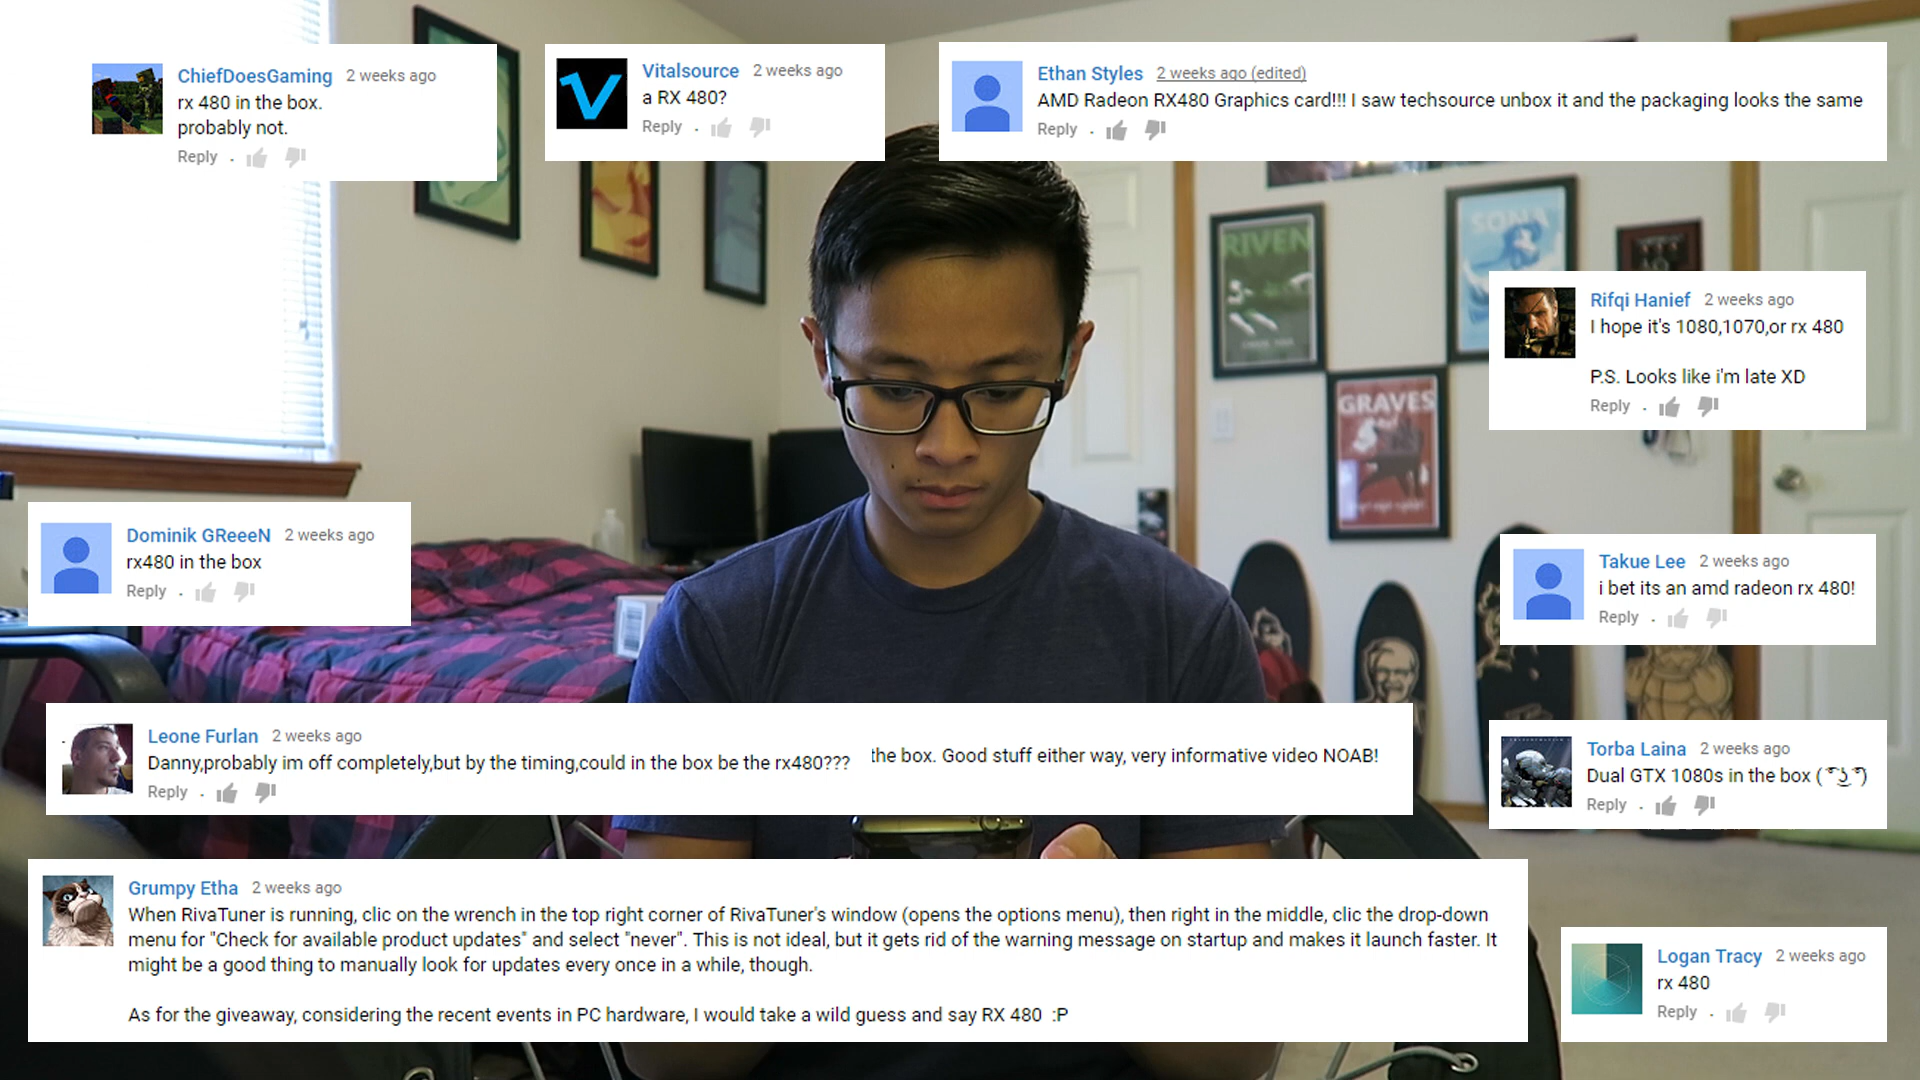 ChiefDoesGaming 2 weeks ago
rx 480 in the box.
probably not.
Reply
Vitalsource 2 weeks ago
a RX 480?
Reply
Ethan Styles 2 weeks ago (edited)
AMD Radeon RX480 Graphics card!!! I saw techsource unbox it and the packaging looks the same
Reply
RIVEN
SONA
Rifqi Hanief 2 weeks ago
I hope it's 1080,1070,or rx 480
P.S. Looks like i'm late XD
Reply
GRAVES
Dominik GReeeN 2 weeks ago
rx480 in the box
Reply
Takue Lee 2 weeks ago
i bet its an amd radeon rx 480!
Reply
Leone Furlan 2 weeks ago
Danny,probably im off completely,but by the timing,could in the box be the rx480???
Reply
the box. Good stuff either way, very informative video NOAB!
Torba Laina 2 weeks ago
Dual GTX 1080s in the box ( ͡° ͜ʖ ͡°)
Reply
Grumpy Etha 2 weeks ago
When RivaTuner is running, clic on the wrench in the top right corner of RivaTuner's window (opens the options menu), then right in the middle, clic the drop-down
menu for "Check for available product updates" and select "never". This is not ideal, but it gets rid of the warning message on startup and makes it launch faster. It
might be a good thing to manually look for updates every once in a while, though.
As for the giveaway, considering the recent events in PC hardware, I would take a wild guess and say RX 480 :P
Logan Tracy 2 weeks ago
rx 480
Reply